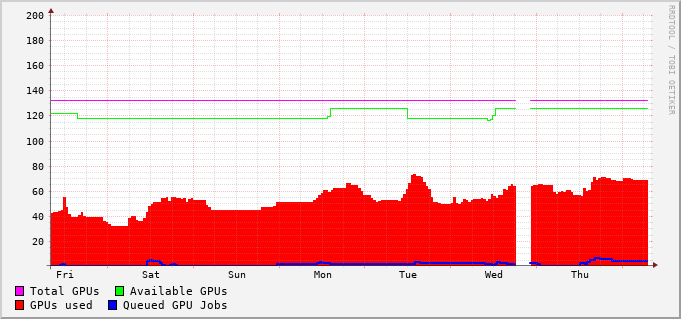 200
180
160
140
120
100
80
60
40
20
Fri Sat Sun Mon Tue Wed Thu
Total GPUs Available GPUs
GPUs used Queued GPU Jobs
RRDTOOL / TOBI OETIKER